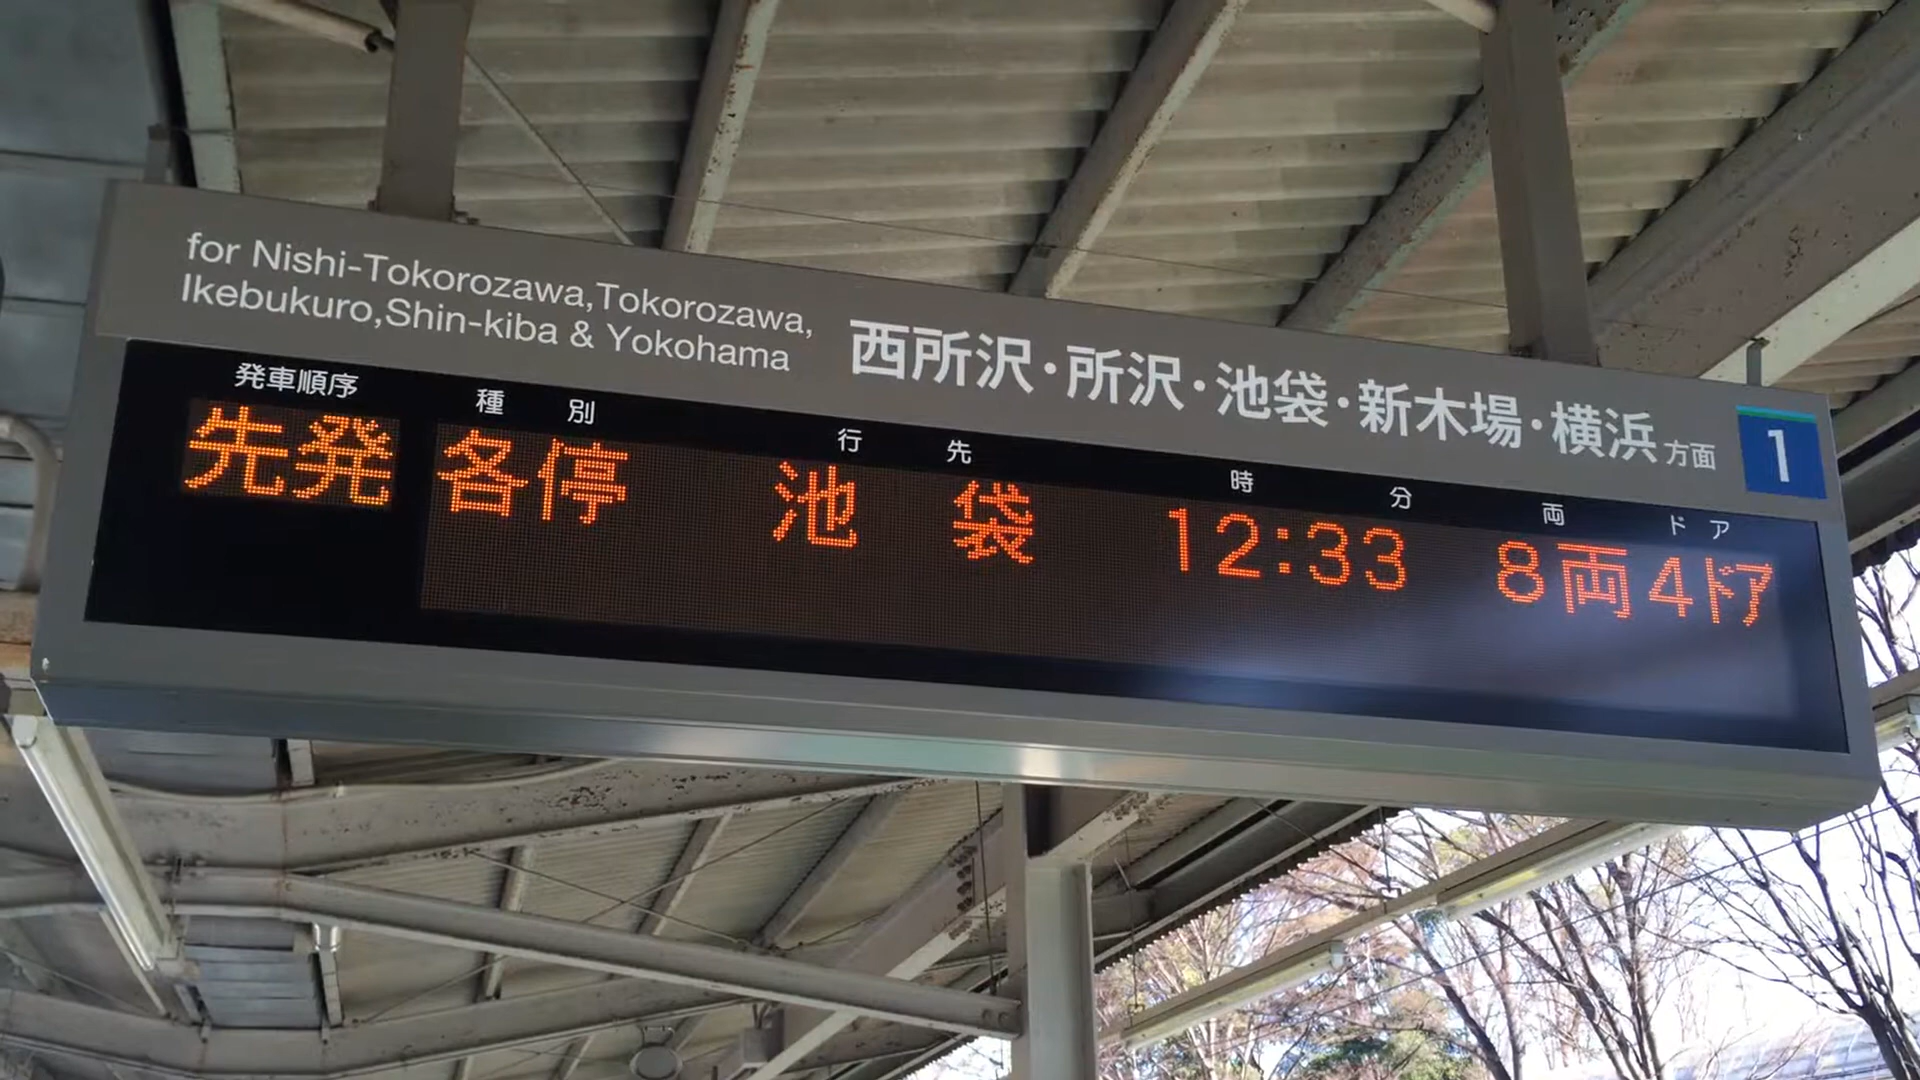 for Nishi-Tokorozawa,Tokorozawa,
Ikebukuro,Shin-kiba & Yokohama
西所沢・所沢・池袋・新木場・横浜方面 1
発車順序 種別 行先 時分 両 ドア
先発 各停 池袋 12:33 8両 4ドア